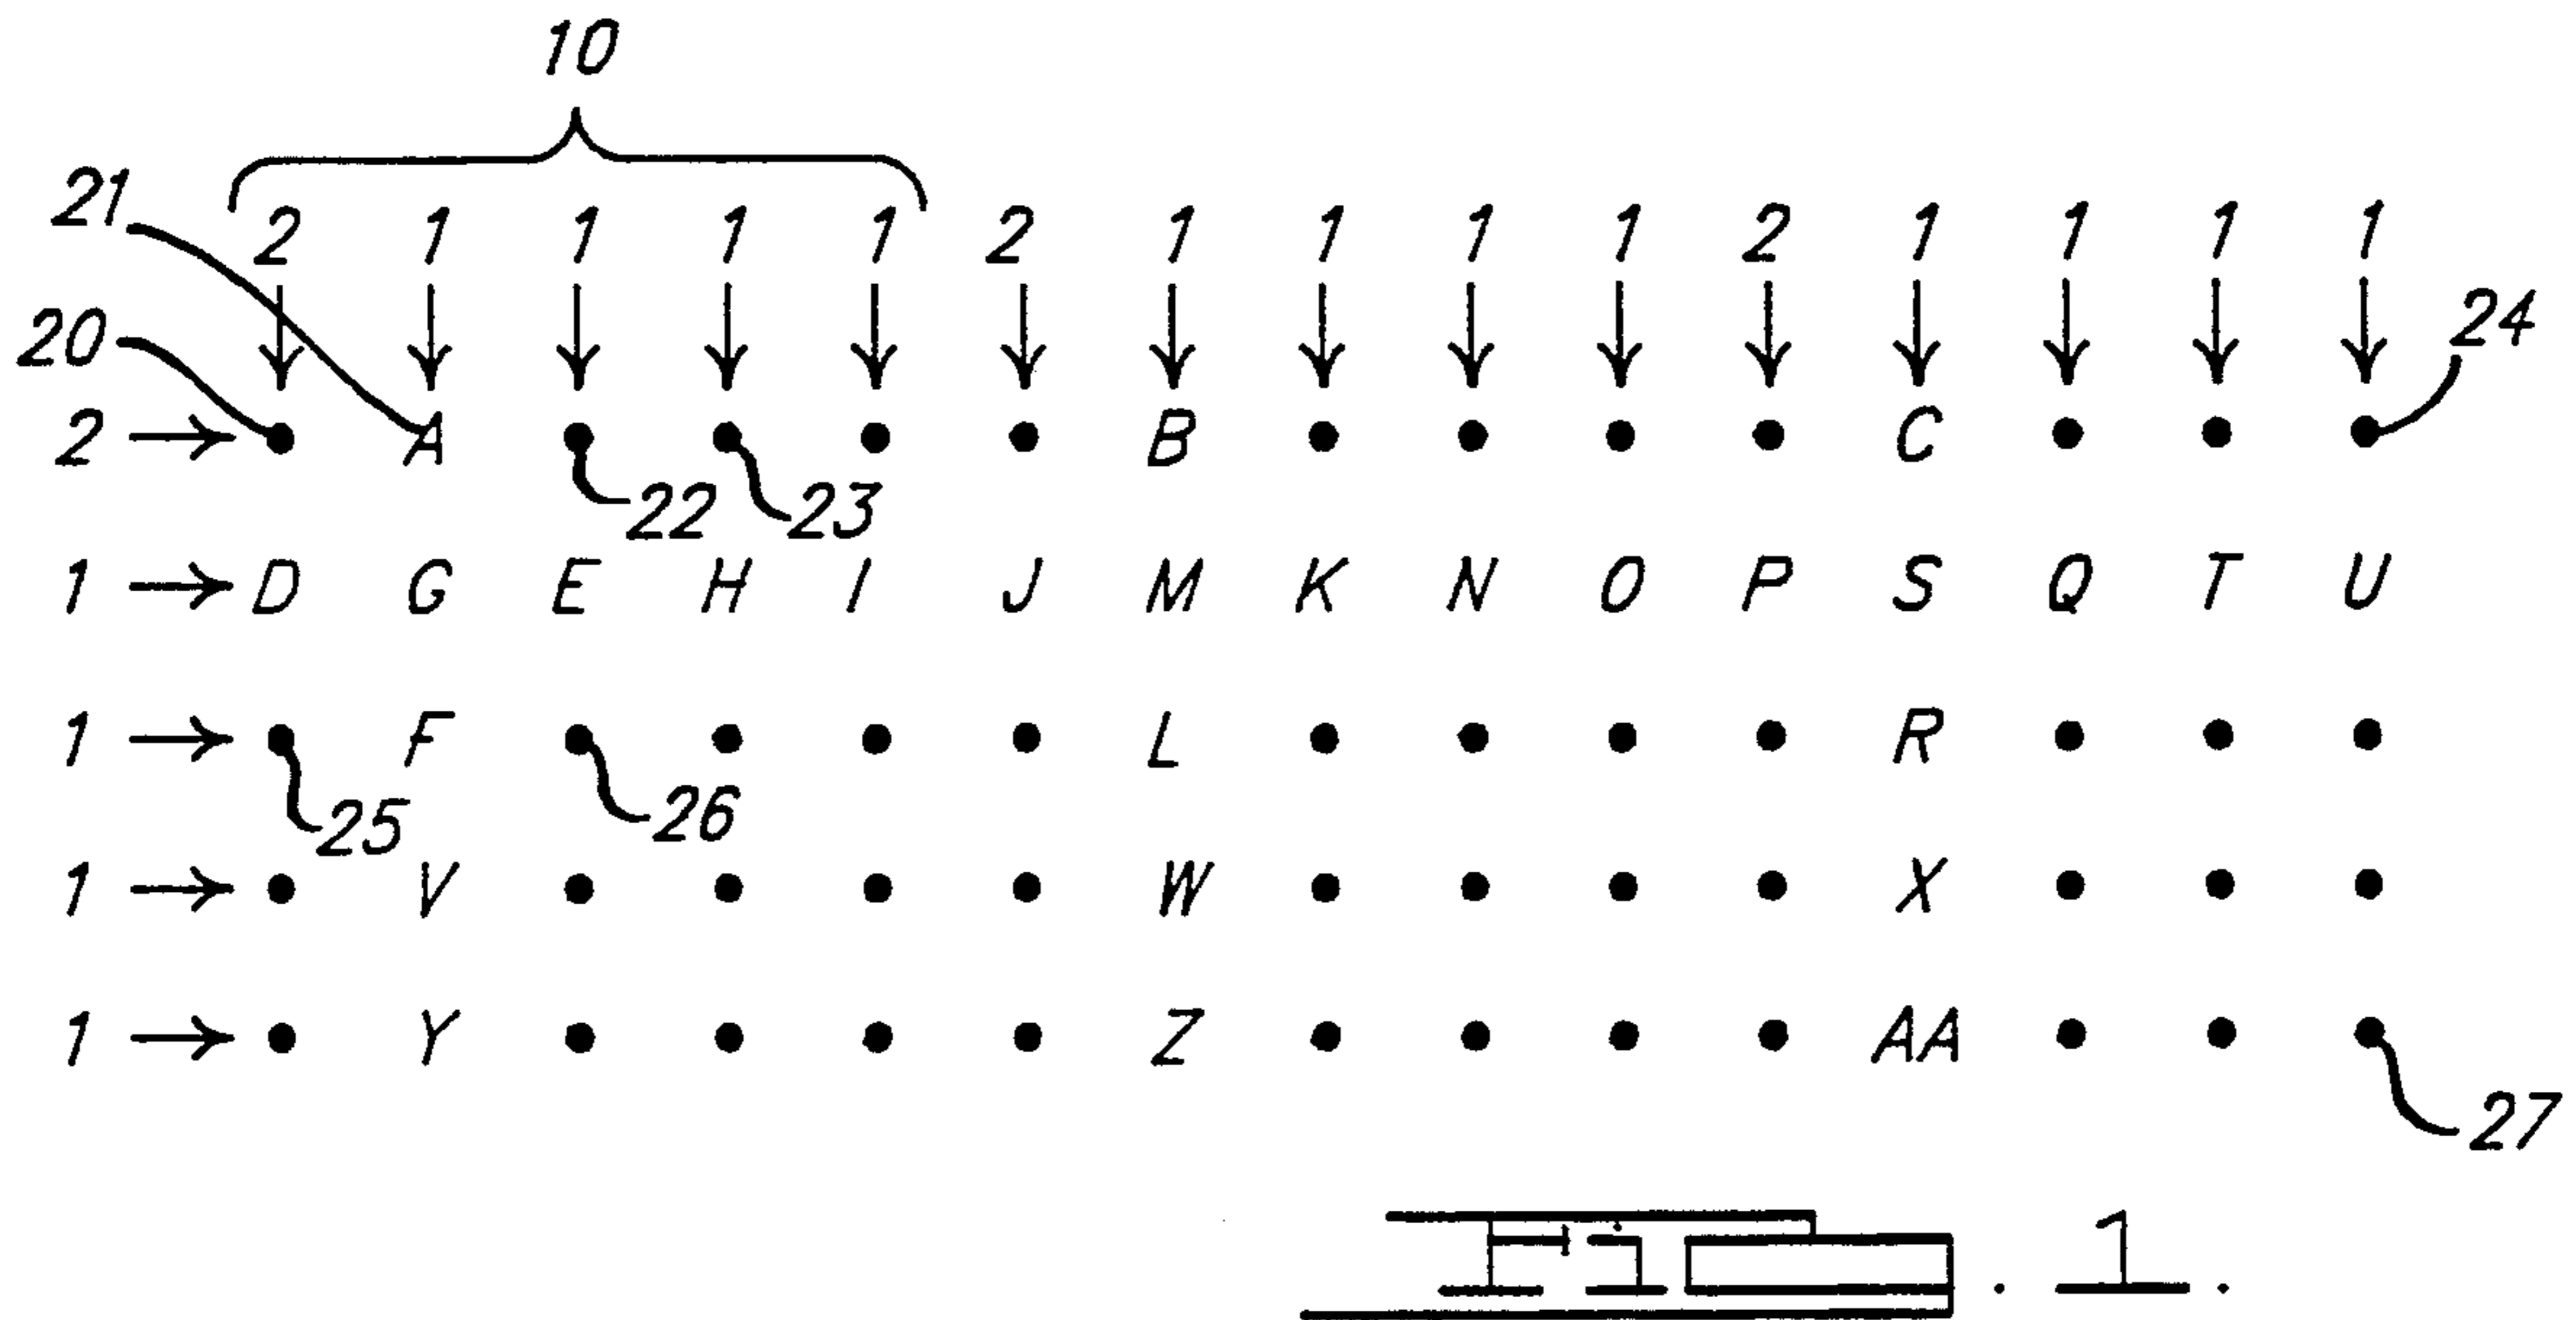 10
21 2 1 1 1 1 2 1 1 1 1 2 1 1 1 1
20 24
2 A B C
22 23
1 D G E H I J M K N O P S Q T U
1 F L R
25 26
1 V W X
1 Y Z AA
27
Fig. 1.